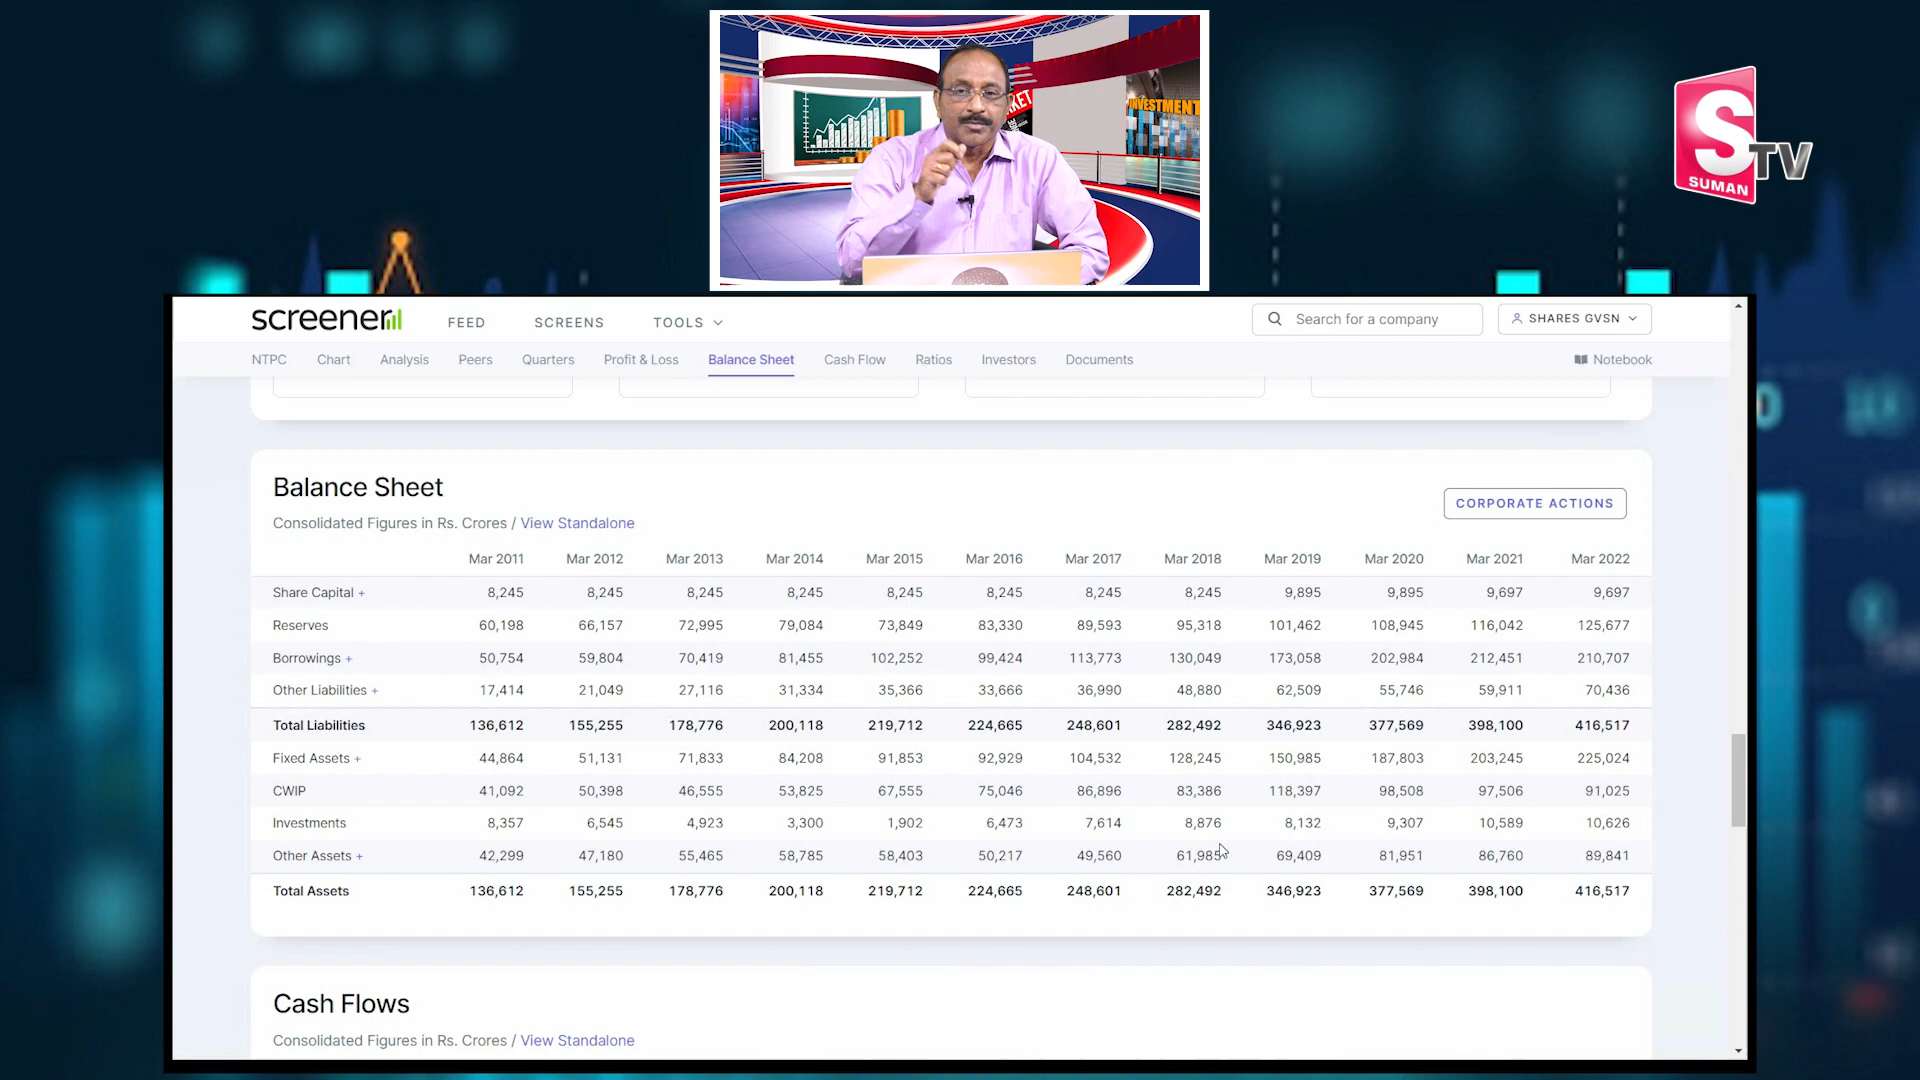 KET
INVESTMENT
S
TV
SUMAN
screener
FEED SCREENS TOOLS
Search for a company
SHARES GVSN
NTPC Chart Analysis Peers Quarters Profit & Loss Balance Sheet Cash Flow Ratios Investors Documents Notebook
Balance Sheet
CORPORATE ACTIONS
Consolidated Figures in Rs. Crores / View Standalone
Mar 2011 Mar 2012 Mar 2013 Mar 2014 Mar 2015 Mar 2016 Mar 2017 Mar 2018 Mar 2019 Mar 2020 Mar 2021 Mar 2022
Share Capital + 8,245 8,245 8,245 8,245 8,245 8,245 8,245 8,245 9,895 9,895 9,697 9,697
Reserves 60,198 66,157 72,995 79,084 73,849 83,330 89,593 95,318 101,462 108,945 116,042 125,677
Borrowings + 50,754 59,804 70,419 81,455 102,252 99,424 113,773 130,049 173,058 202,984 212,451 210,707
Other Liabilities + 17,414 21,049 27,116 31,334 35,366 33,666 36,990 48,880 62,509 55,746 59,911 70,436
Total Liabilities 136,612 155,255 178,776 200,118 219,712 224,665 248,601 282,492 346,923 377,569 398,100 416,517
Fixed Assets + 44,864 51,131 71,833 84,208 91,853 92,929 104,532 128,245 150,985 187,803 203,245 225,024
CWIP 41,092 50,398 46,555 53,825 67,555 75,046 86,896 83,386 118,397 98,508 97,506 91,025
Investments 8,357 6,545 4,923 3,300 1,902 6,473 7,614 8,876 8,132 9,307 10,589 10,626
Other Assets + 42,299 47,180 55,465 58,785 58,403 50,217 49,560 61,985 69,409 81,951 86,760 89,841
Total Assets 136,612 155,255 178,776 200,118 219,712 224,665 248,601 282,492 346,923 377,569 398,100 416,517
Cash Flows
Consolidated Figures in Rs. Crores / View Standalone